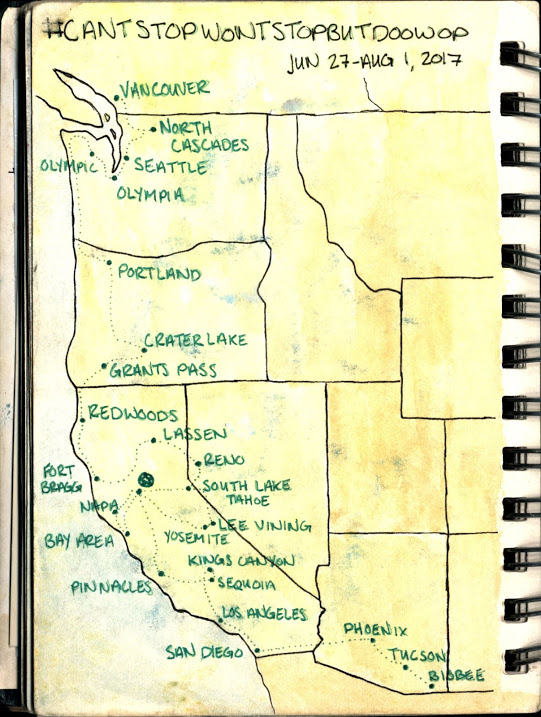 #CANTSTOPWONTSTOPBUTDOOWOP
JUN 27-AUG 1, 2017
VANCOUVER
NORTH
CASCADES
OLYMPIC
SEATTLE
OLYMPIA
PORTLAND
CRATER LAKE
GRANTS PASS
REDWOODS
LASSEN
RENO
FORT
BRAGG
SOUTH LAKE
TAHOE
NAPA
LEE VINING
YOSEMITE
BAY AREA
KINGS CANYON
PINNACLES
SEQUOIA
LOS ANGELES
PHOENIX
SAN DIEGO
TUCSON
BISBEE